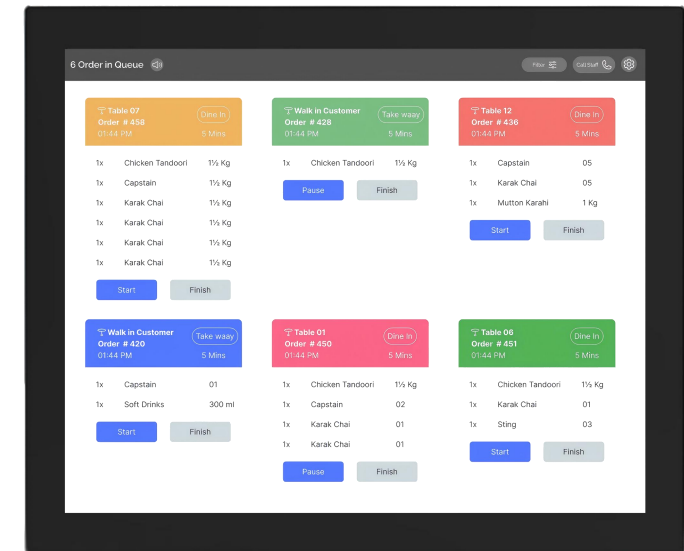 6 Order in Queue
Filter
Call Staff
Table 07
Dine In
Order # 458
01:44 PM 5 Mins
1x Chicken Tandoori 1½ Kg
1x Capstain 1½ Kg
1x Karak Chai 1½ Kg
1x Karak Chai 1½ Kg
1x Karak Chai 1½ Kg
1x Karak Chai 1½ Kg
Start Finish
Walk in Customer
Take waay
Order # 428
01:44 PM 5 Mins
1x Chicken Tandoori 1½ Kg
Pause Finish
Table 12
Dine In
Order # 436
01:44 PM 5 Mins
1x Capstain 05
1x Karak Chai 05
1x Mutton Karahi 1 Kg
Start Finish
Walk in Customer
Take waay
Order # 420
01:44 PM 5 Mins
1x Capstain 01
1x Soft Drinks 300 ml
Start Finish
Table 01
Dine In
Order # 450
01:44 PM 5 Mins
1x Chicken Tandoori 1½ Kg
1x Capstain 02
1x Karak Chai 01
1x Karak Chai 01
Pause Finish
Table 06
Dine In
Order # 451
01:44 PM 5 Mins
1x Chicken Tandoori 1½ Kg
1x Karak Chai 01
1x Sting 03
Start Finish